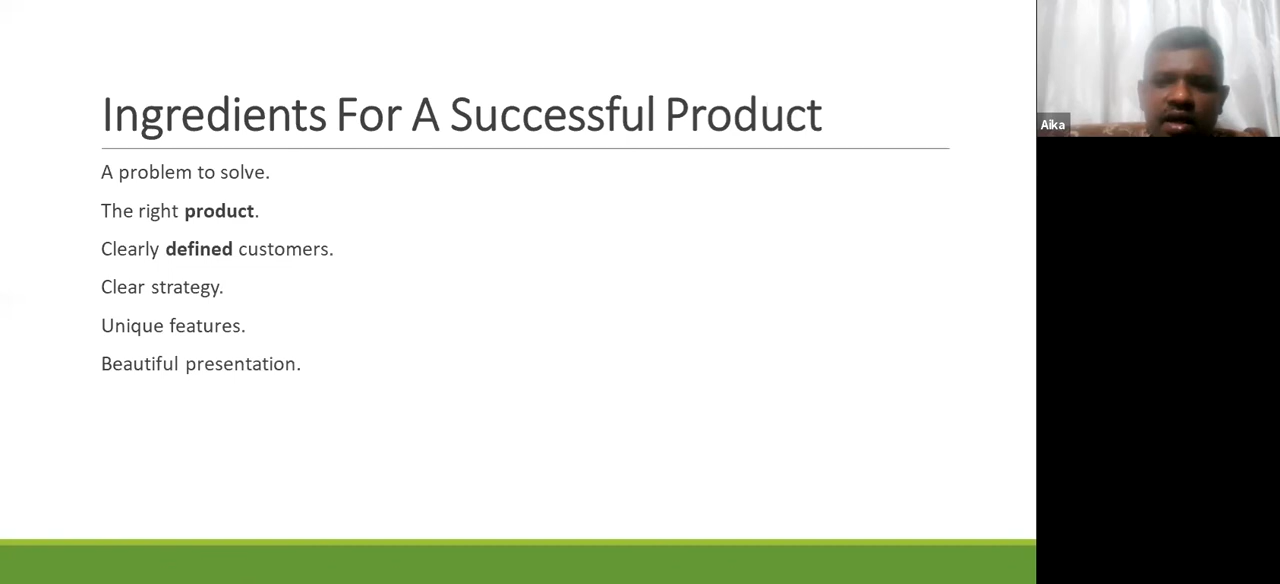 Ingredients For A Successful Product
A problem to solve.
The right product.
Clearly defined customers.
Clear strategy.
Unique features.
Beautiful presentation.
Aika